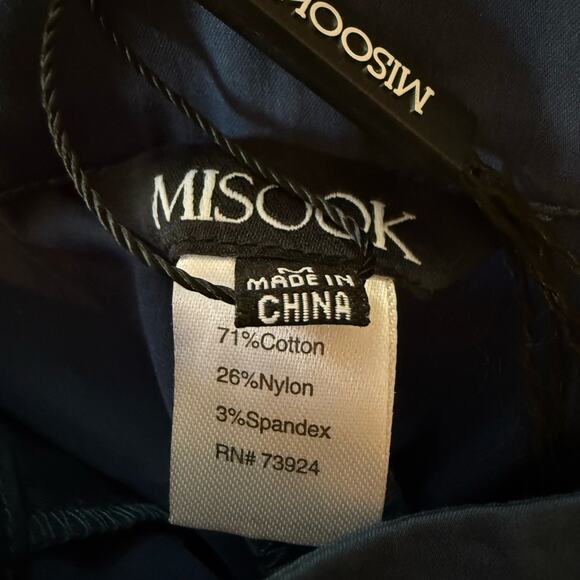 MISOOK
MISOOK
M
MADE IN
CHINA
71%Cotton
26%Nylon
3%Spandex
RN# 73924